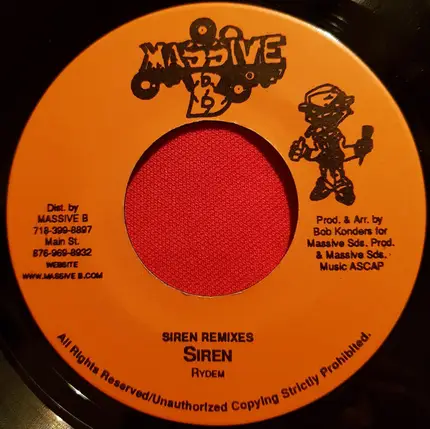 MASSIVE
B
Dist. by
MASSIVE B
718-399-8897
Main St.
876-969-8932
WEBSITE
WWW.MASSIVE B.COM
Prod. & Arr. by
Bob Konders for
Massive Sds. Prod.
& Massive Sds.
Music ASCAP
SIREN REMIXES
SIREN
RYDEM
All Rights Reserved/Unauthorized Copying Strictly Prohibited.